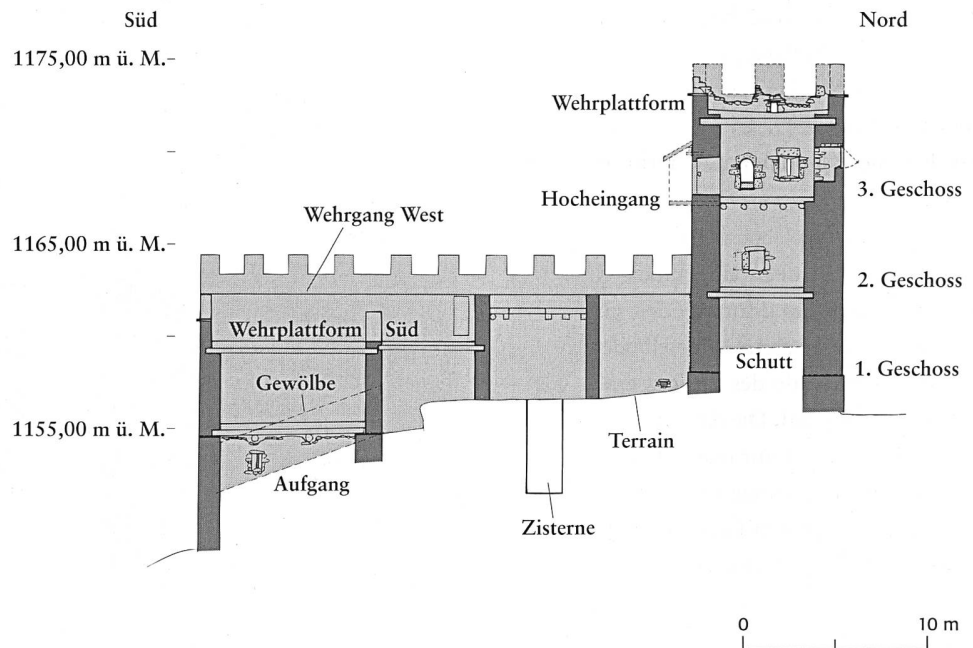 Süd
Nord
1175,00 m ü. M.
Wehrplattform
Hocheingang
3. Geschoss
Wehrgang West
1165,00 m ü. M.
2. Geschoss
Wehrplattform Süd
Schutt
1. Geschoss
Gewölbe
1155,00 m ü. M.
Terrain
Aufgang
Zisterne
0 10 m